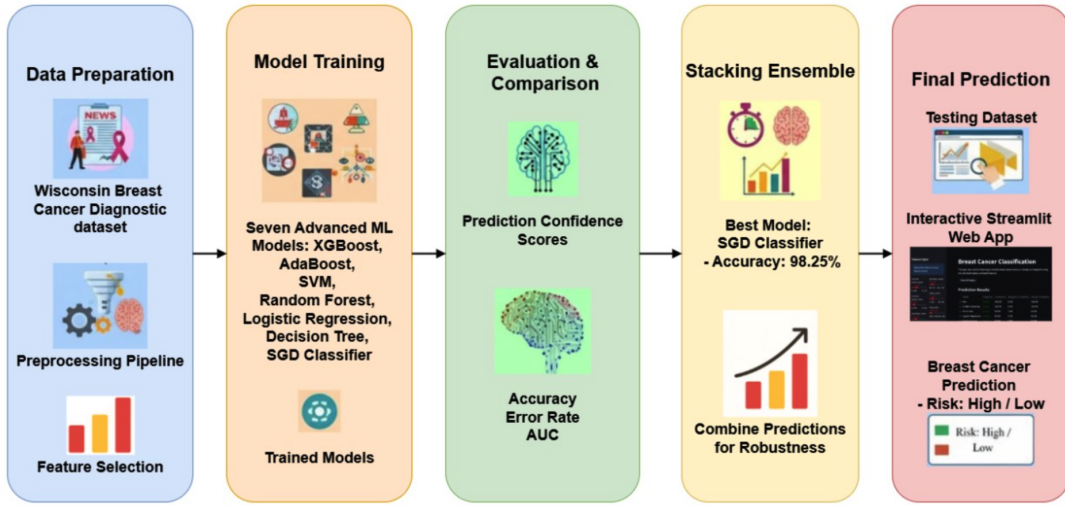 Data Preparation
NEWS
Wisconsin Breast
Cancer Diagnostic
dataset
Preprocessing Pipeline
Feature Selection
Model Training
Seven Advanced ML
Models: XGBoost,
AdaBoost,
SVM,
Random Forest,
Logistic Regression,
Decision Tree,
SGD Classifier
Trained Models
Evaluation &
Comparison
Prediction Confidence
Scores
Accuracy
Error Rate
AUC
Stacking Ensemble
Best Model:
SGD Classifier
- Accuracy: 98.25%
Combine Predictions
for Robustness
Final Prediction
Testing Dataset
Interactive Streamlit
Web App
Breast Cancer Classification
Prediction Results
Breast Cancer
Prediction
- Risk: High / Low
Risk: High /
Low